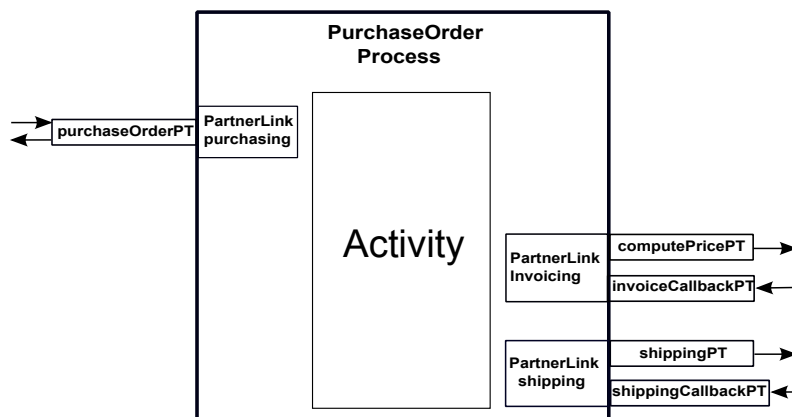 PurchaseOrder
Process
purchaseOrderPT
PartnerLink
purchasing
Activity
PartnerLink
Invoicing
computePricePT
invoiceCallbackPT
PartnerLink
shipping
shippingPT
shippingCallbackPT